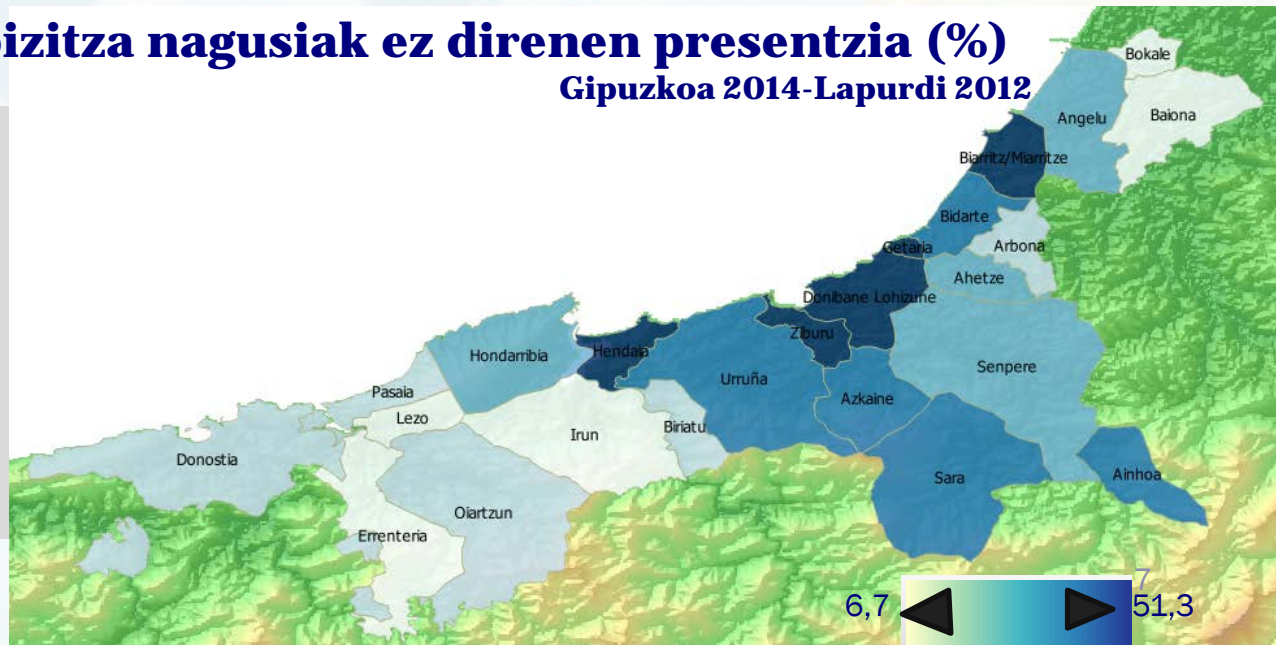 bizitza nagusiak ez direnen presentzia (%)
Gipuzkoa 2014-Lapurdi 2012
Bokale
Angelu
Baiona
Biarritz/Miarritze
Bidarte
Getaria
Arbona
Ahetze
Donibane Lohizune
Ziburu
Hondarribia
Hendaia
Senpere
Urruña
Pasaia
Azkaine
Lezo
Irun
Biriatu
Donostia
Sara
Ainhoa
Oiartzun
Errenteria
7
6,7
51,3